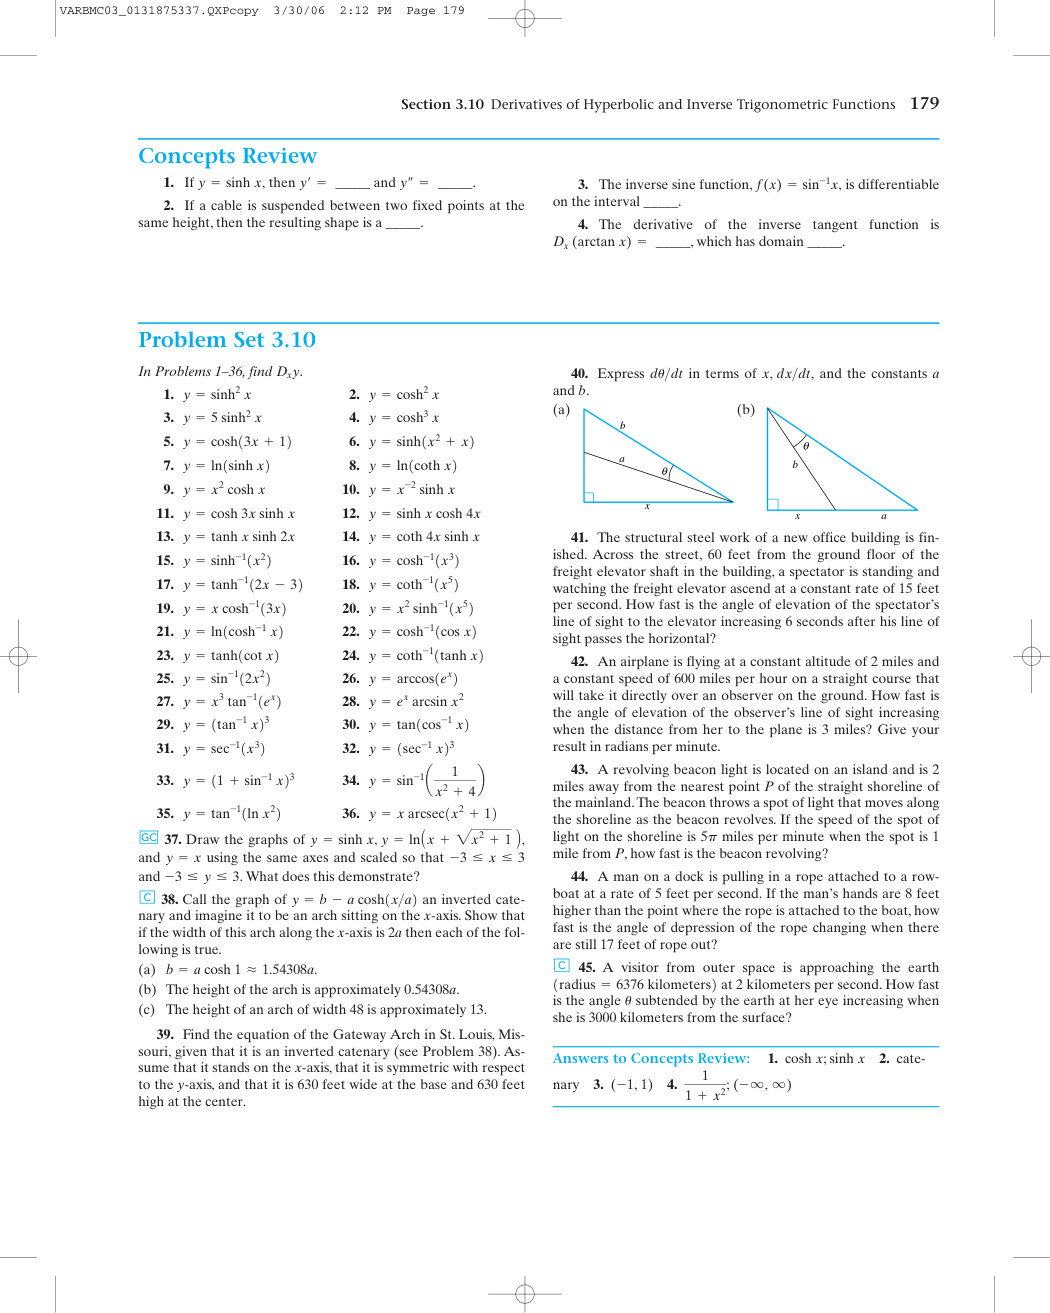 VARBMC03_0131875337.QXPcopy 3/30/06 2:12 PM Page 179
Section 3.10 Derivatives of Hyperbolic and Inverse Trigonometric Functions 179
Concepts Review
1. If y = sinh x, then y′ = _____ and y″ = _____.
2. If a cable is suspended between two fixed points at the
same height, then the resulting shape is a _____.
3. The inverse sine function, f(x) = sin⁻¹x, is differentiable
on the interval _____.
4. The derivative of the inverse tangent function is
Dₓ (arctan x) = _____, which has domain _____.
Problem Set 3.10
In Problems 1–36, find Dₓy.
1. y = sinh² x 2. y = cosh² x
3. y = 5 sinh² x 4. y = cosh³ x
5. y = cosh(3x + 1) 6. y = sinh(x² + x)
7. y = ln(sinh x) 8. y = ln(coth x)
9. y = x² cosh x 10. y = x⁻² sinh x
11. y = cosh 3x sinh x 12. y = sinh x cosh 4x
13. y = tanh x sinh 2x 14. y = coth 4x sinh x
15. y = sinh⁻¹(x²) 16. y = cosh⁻¹(x³)
17. y = tanh⁻¹(2x − 3) 18. y = coth⁻¹(x⁵)
19. y = x cosh⁻¹(3x) 20. y = x² sinh⁻¹(x⁵)
21. y = ln(cosh⁻¹ x) 22. y = cosh⁻¹(cos x)
23. y = tanh(cot x) 24. y = coth⁻¹(tanh x)
25. y = sin⁻¹(2x²) 26. y = arccos(eˣ)
27. y = x³ tan⁻¹(eˣ) 28. y = eˣ arcsin x²
29. y = (tan⁻¹ x)³ 30. y = tan(cos⁻¹ x)
31. y = sec⁻¹(x³) 32. y = (sec⁻¹ x)³
33. y = (1 + sin⁻¹ x)³ 34. y = sin⁻¹(1/(x² + 4))
35. y = tan⁻¹(ln x²) 36. y = x arcsec(x² + 1)
GC 37. Draw the graphs of y = sinh x, y = ln(x + √(x² + 1)),
and y = x using the same axes and scaled so that −3 ≤ x ≤ 3
and −3 ≤ y ≤ 3. What does this demonstrate?
C 38. Call the graph of y = b − a cosh(x/a) an inverted cate-
nary and imagine it to be an arch sitting on the x-axis. Show that
if the width of this arch along the x-axis is 2a then each of the fol-
lowing is true.
(a) b = a cosh 1 ≈ 1.54308a.
(b) The height of the arch is approximately 0.54308a.
(c) The height of an arch of width 48 is approximately 13.
39. Find the equation of the Gateway Arch in St. Louis, Mis-
souri, given that it is an inverted catenary (see Problem 38). As-
sume that it stands on the x-axis, that it is symmetric with respect
to the y-axis, and that it is 630 feet wide at the base and 630 feet
high at the center.
40. Express dθ/dt in terms of x, dx/dt, and the constants a
and b.
(a) (b)
b
a
θ
x
θ
b
x a
41. The structural steel work of a new office building is fin-
ished. Across the street, 60 feet from the ground floor of the
freight elevator shaft in the building, a spectator is standing and
watching the freight elevator ascend at a constant rate of 15 feet
per second. How fast is the angle of elevation of the spectator's
line of sight to the elevator increasing 6 seconds after his line of
sight passes the horizontal?
42. An airplane is flying at a constant altitude of 2 miles and
a constant speed of 600 miles per hour on a straight course that
will take it directly over an observer on the ground. How fast is
the angle of elevation of the observer's line of sight increasing
when the distance from her to the plane is 3 miles? Give your
result in radians per minute.
43. A revolving beacon light is located on an island and is 2
miles away from the nearest point P of the straight shoreline of
the mainland. The beacon throws a spot of light that moves along
the shoreline as the beacon revolves. If the speed of the spot of
light on the shoreline is 5π miles per minute when the spot is 1
mile from P, how fast is the beacon revolving?
44. A man on a dock is pulling in a rope attached to a row-
boat at a rate of 5 feet per second. If the man's hands are 8 feet
higher than the point where the rope is attached to the boat, how
fast is the angle of depression of the rope changing when there
are still 17 feet of rope out?
C 45. A visitor from outer space is approaching the earth
(radius = 6376 kilometers) at 2 kilometers per second. How fast
is the angle θ subtended by the earth at her eye increasing when
she is 3000 kilometers from the surface?
Answers to Concepts Review: 1. cosh x; sinh x 2. cate-
nary 3. (−1, 1) 4. 1/(1 + x²); (−∞, ∞)